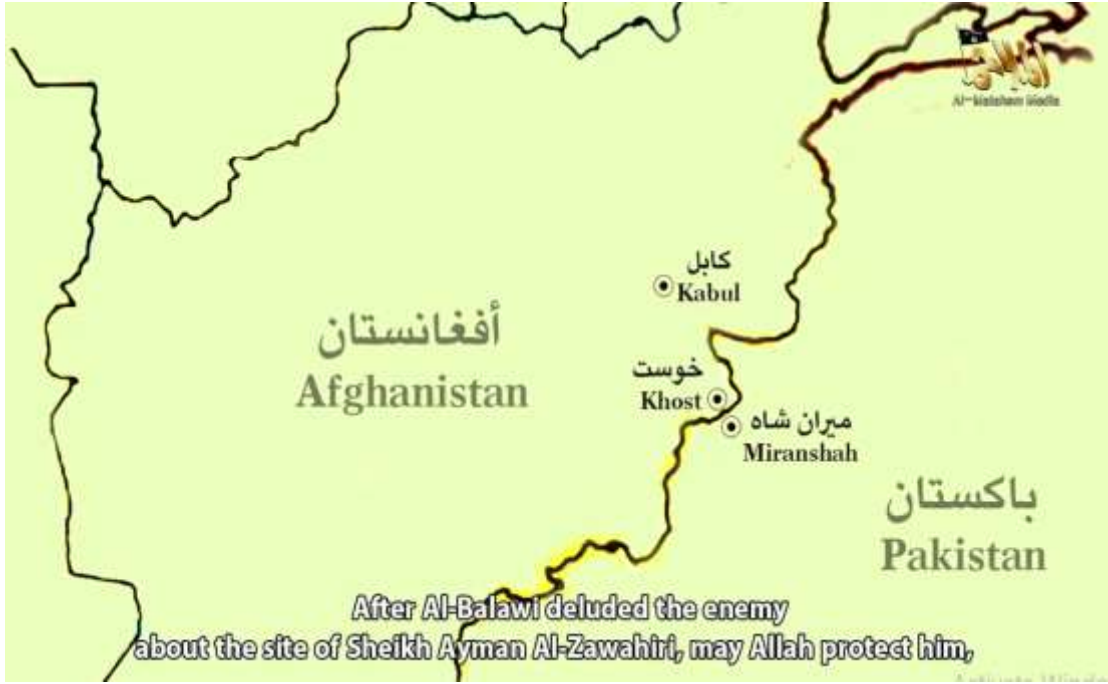 Al-Malahem Media
كابل
Kabul
أفغانستان
Afghanistan
خوست
Khost
ميران شاه
Miranshah
باكستان
Pakistan
After Al-Balawi deluded the enemy
about the site of Sheikh Ayman Al-Zawahiri, may Allah protect him,